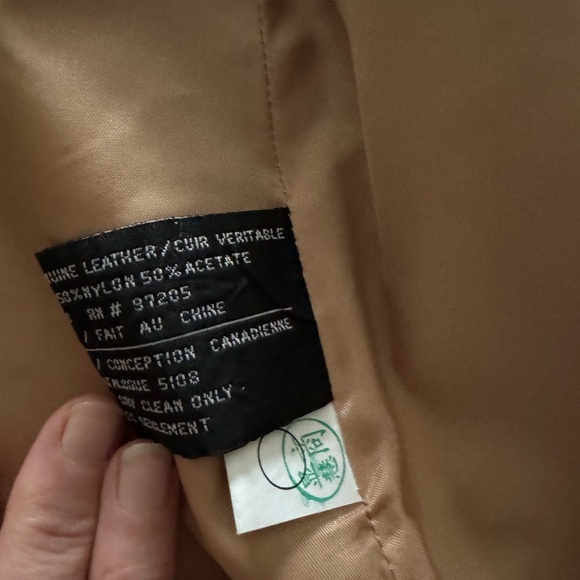 UINE LEATHER/CUIR VERITABLE
50%NYLON 50%ACETATE
RN # 97205
/ FAIT AU CHINE
/ CONCEPTION CANADIENNE
ALOGUE 5108
DRY CLEAN ONLY
SEULEMENT